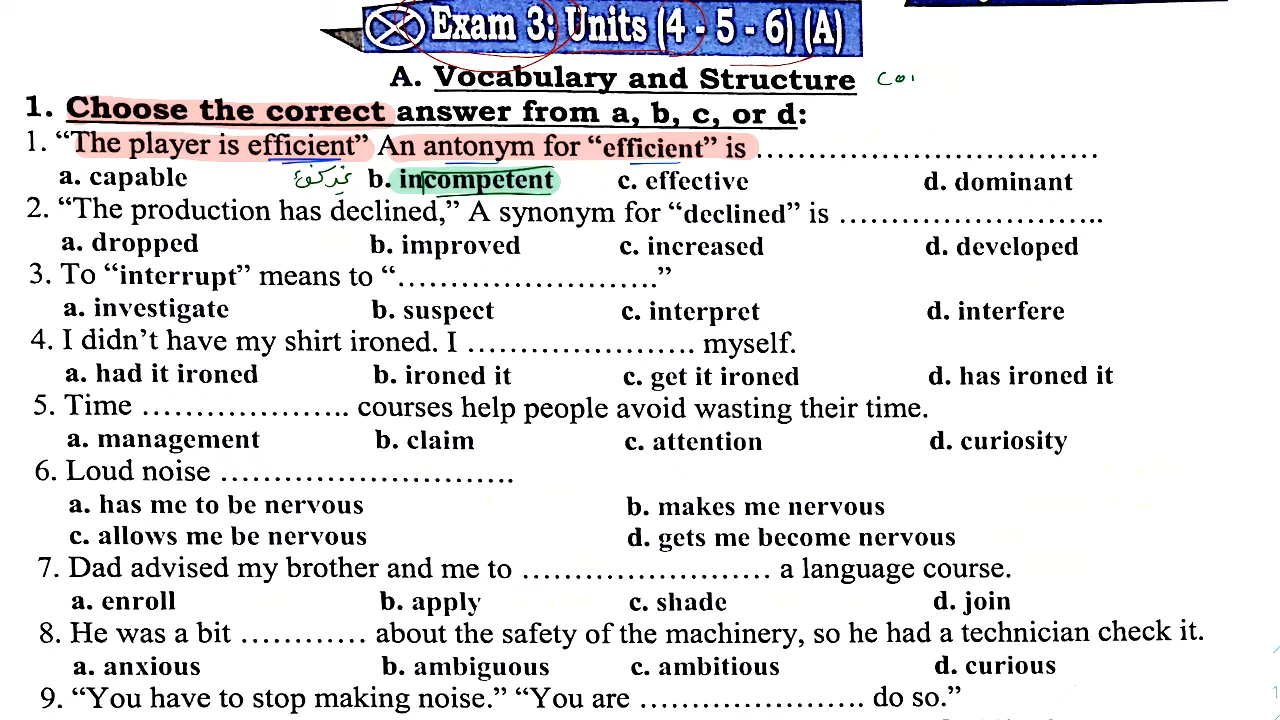 Exam 3: Units (4 - 5 - 6) (A)
A. Vocabulary and Structure
1. Choose the correct answer from a, b, c, or d:
1. “The player is efficient” An antonym for “efficient” is ……………………………
a. capable b. incompetent c. effective d. dominant
2. “The production has declined,” A synonym for “declined” is ……………………..
a. dropped b. improved c. increased d. developed
3. To “interrupt” means to “……………………….”
a. investigate b. suspect c. interpret d. interfere
4. I didn’t have my shirt ironed. I …………………. myself.
a. had it ironed b. ironed it c. get it ironed d. has ironed it
5. Time ……………….. courses help people avoid wasting their time.
a. management b. claim c. attention d. curiosity
6. Loud noise ……………………….
a. has me to be nervous b. makes me nervous
c. allows me be nervous d. gets me become nervous
7. Dad advised my brother and me to …………………… a language course.
a. enroll b. apply c. shade d. join
8. He was a bit ………… about the safety of the machinery, so he had a technician check it.
a. anxious b. ambiguous c. ambitious d. curious
9. “You have to stop making noise.” “You are …………………. do so.”